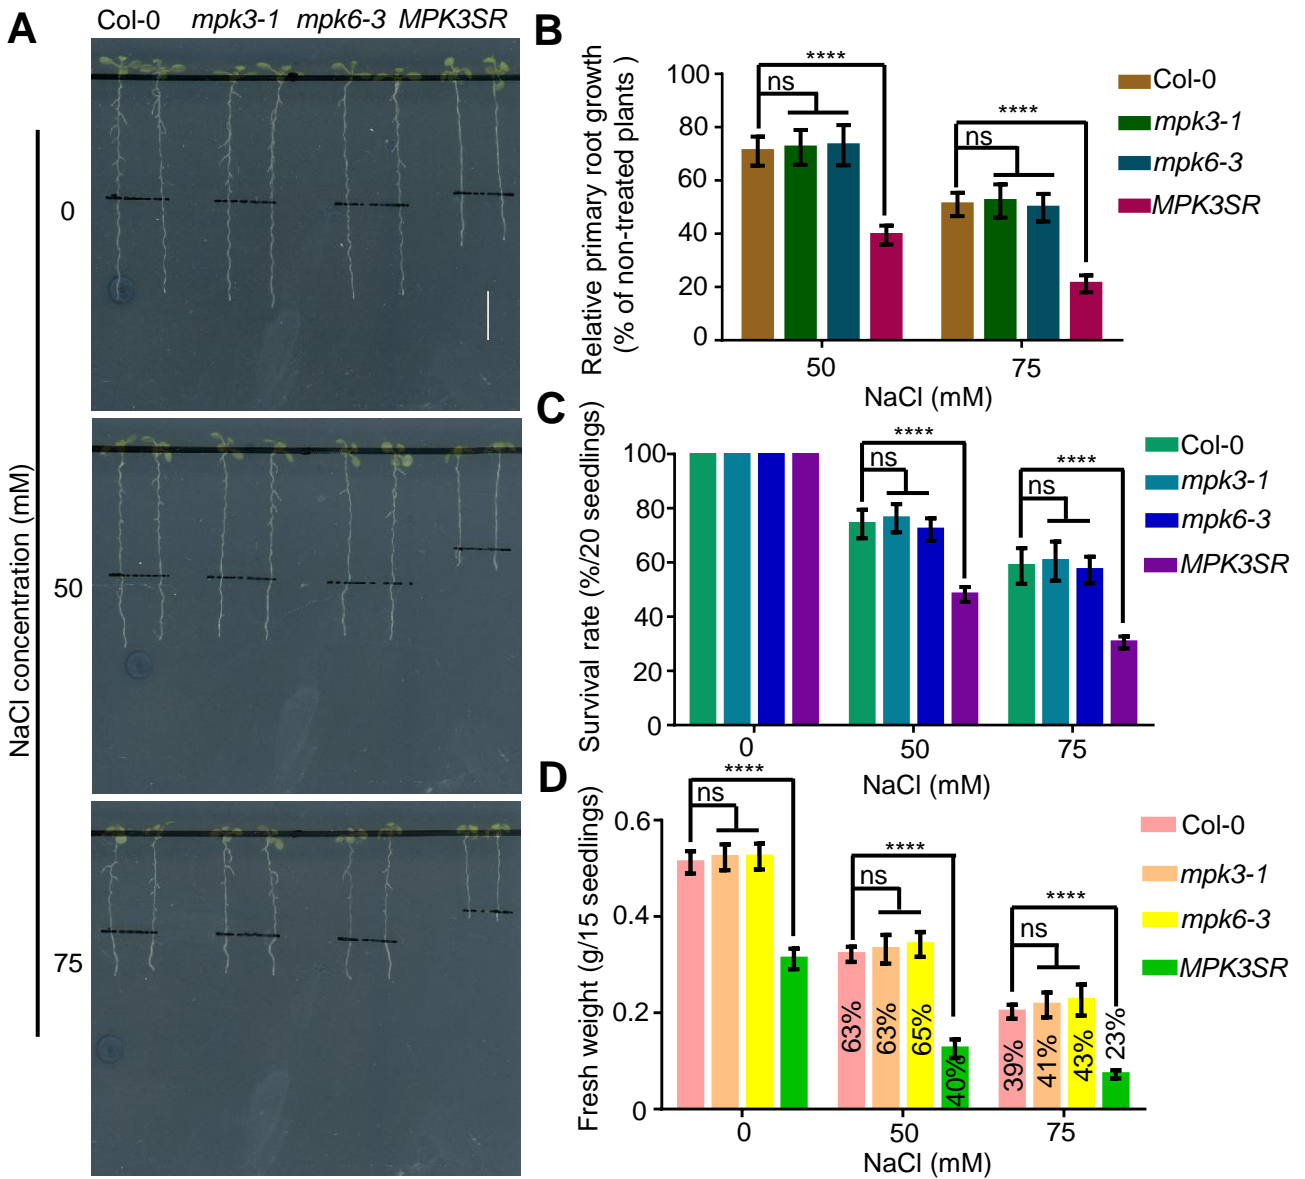 A
Col-0 mpk3-1 mpk6-3 MPK3SR
NaCl concentration (mM)
0
50
75
B
Relative primary root growth
(% of non-treated plants )
100
80
60
40
20
0
ns
****
ns
****
50
75
NaCl (mM)
Col-0
mpk3-1
mpk6-3
MPK3SR
C
Survival rate (%/20 seedlings)
100
80
60
40
20
0
ns
****
ns
****
0
50
75
NaCl (mM)
Col-0
mpk3-1
mpk6-3
MPK3SR
D
Fresh weight (g/15 seedlings)
0.6
0.4
0.2
0
ns
****
ns
****
ns
****
63%
63%
65%
40%
39%
41%
43%
23%
0
50
75
NaCl (mM)
Col-0
mpk3-1
mpk6-3
MPK3SR